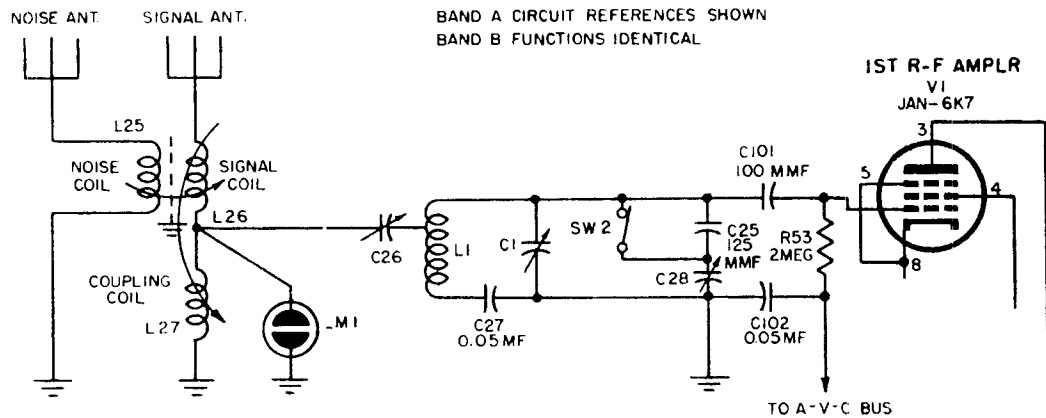 NOISE ANT.
SIGNAL ANT.
BAND A CIRCUIT REFERENCES SHOWN
BAND B FUNCTIONS IDENTICAL
1ST R-F AMPLR
V1
JAN-6K7
3
5
4
8
L25
NOISE
COIL
SIGNAL
COIL
L26
COUPLING
COIL
L27
M1
C26
L1
C27
0.05MF
C1
SW2
C25
125
MMF
C28
C101
100 MMF
R53
2MEG
C102
0.05MF
TO A-V-C BUS